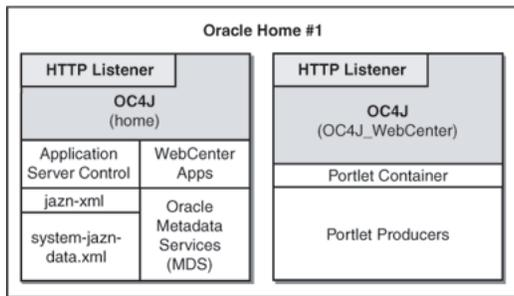 Oracle Home #1
HTTP Listener
OC4J
(home)
Application
Server Control
WebCenter
Apps
jazn-xml
system-jazn-
data.xml
Oracle
Metadata
Services
(MDS)
HTTP Listener
OC4J
(OC4J_WebCenter)
Portlet Container
Portlet Producers